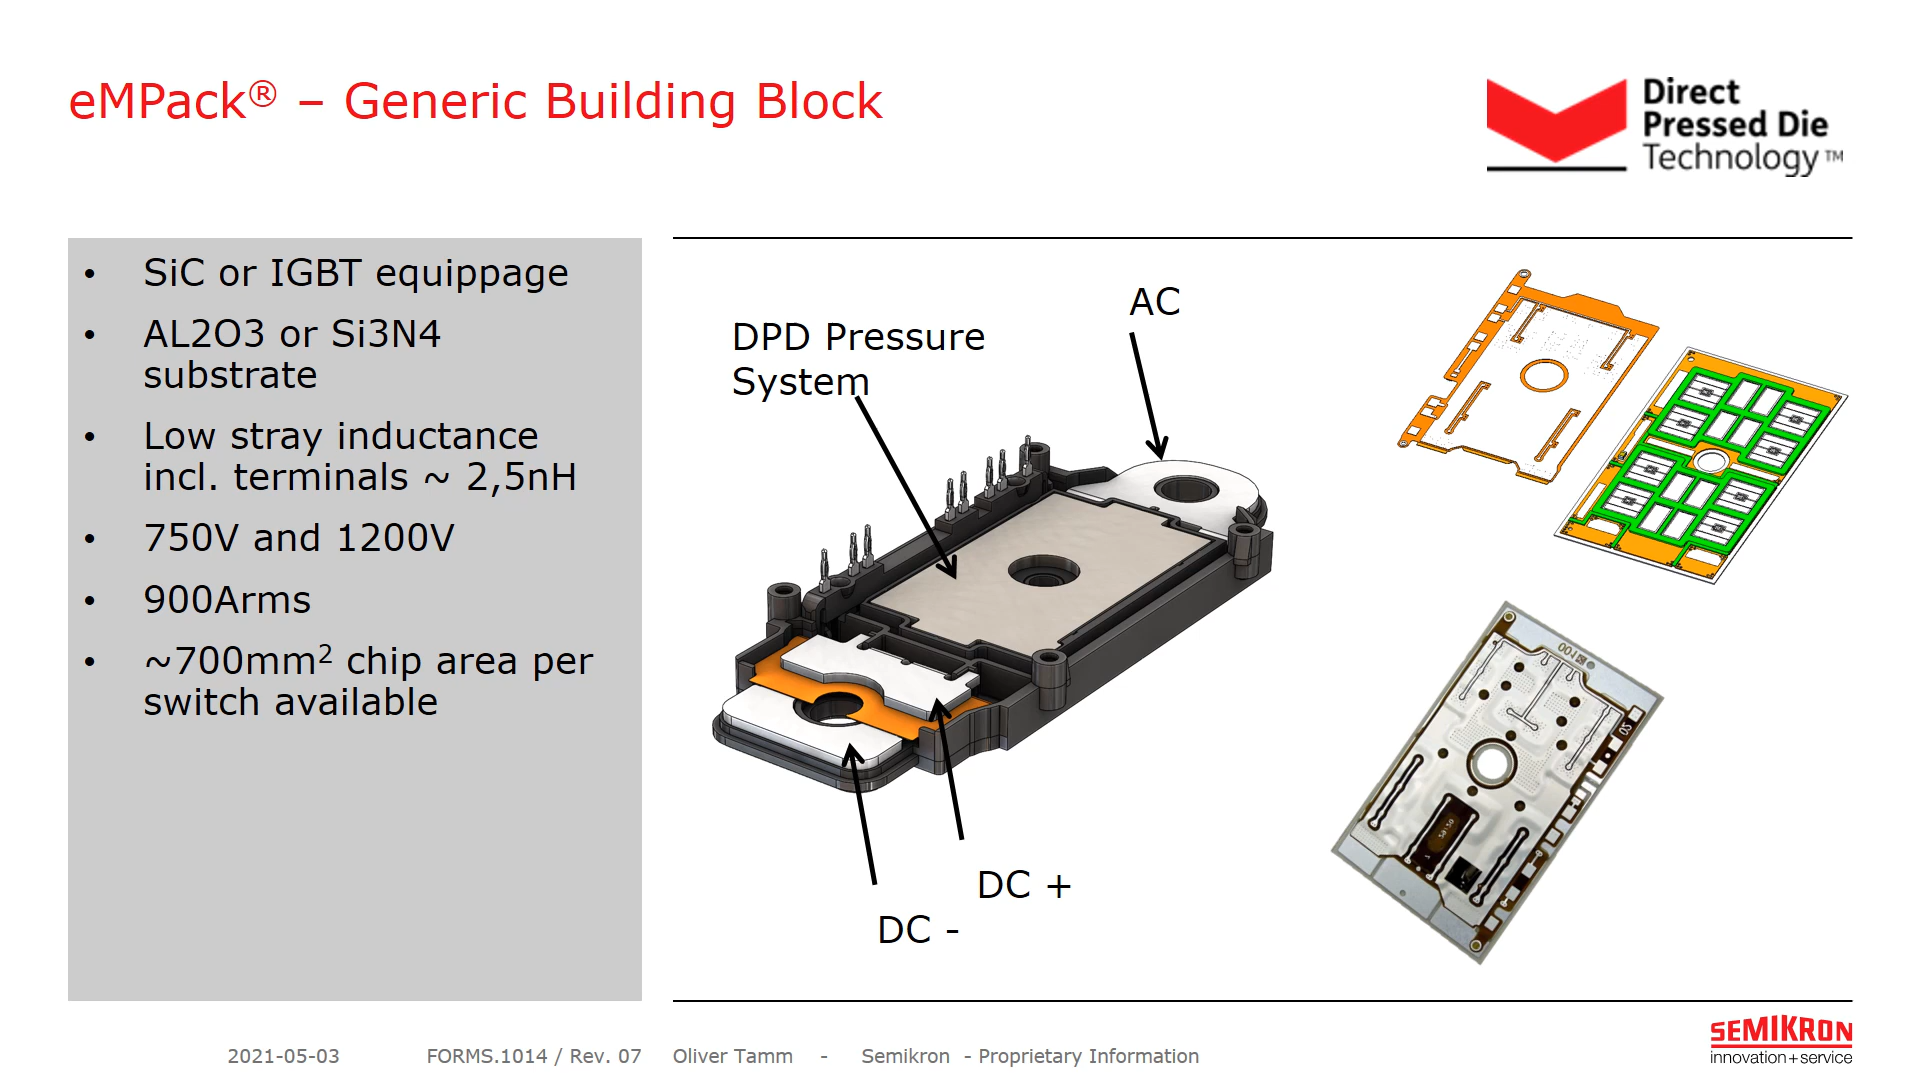 eMPack® – Generic Building Block
Direct
Pressed Die
Technology™
• SiC or IGBT equippage
• AL2O3 or Si3N4
substrate
• Low stray inductance
incl. terminals ~ 2,5nH
• 750V and 1200V
• 900Arms
• ~700mm² chip area per
switch available
AC
DPD Pressure
System
DC +
DC -
2021-05-03 FORMS.1014 / Rev. 07 Oliver Tamm - Semikron - Proprietary Information
SEMIKRON
innovation+service